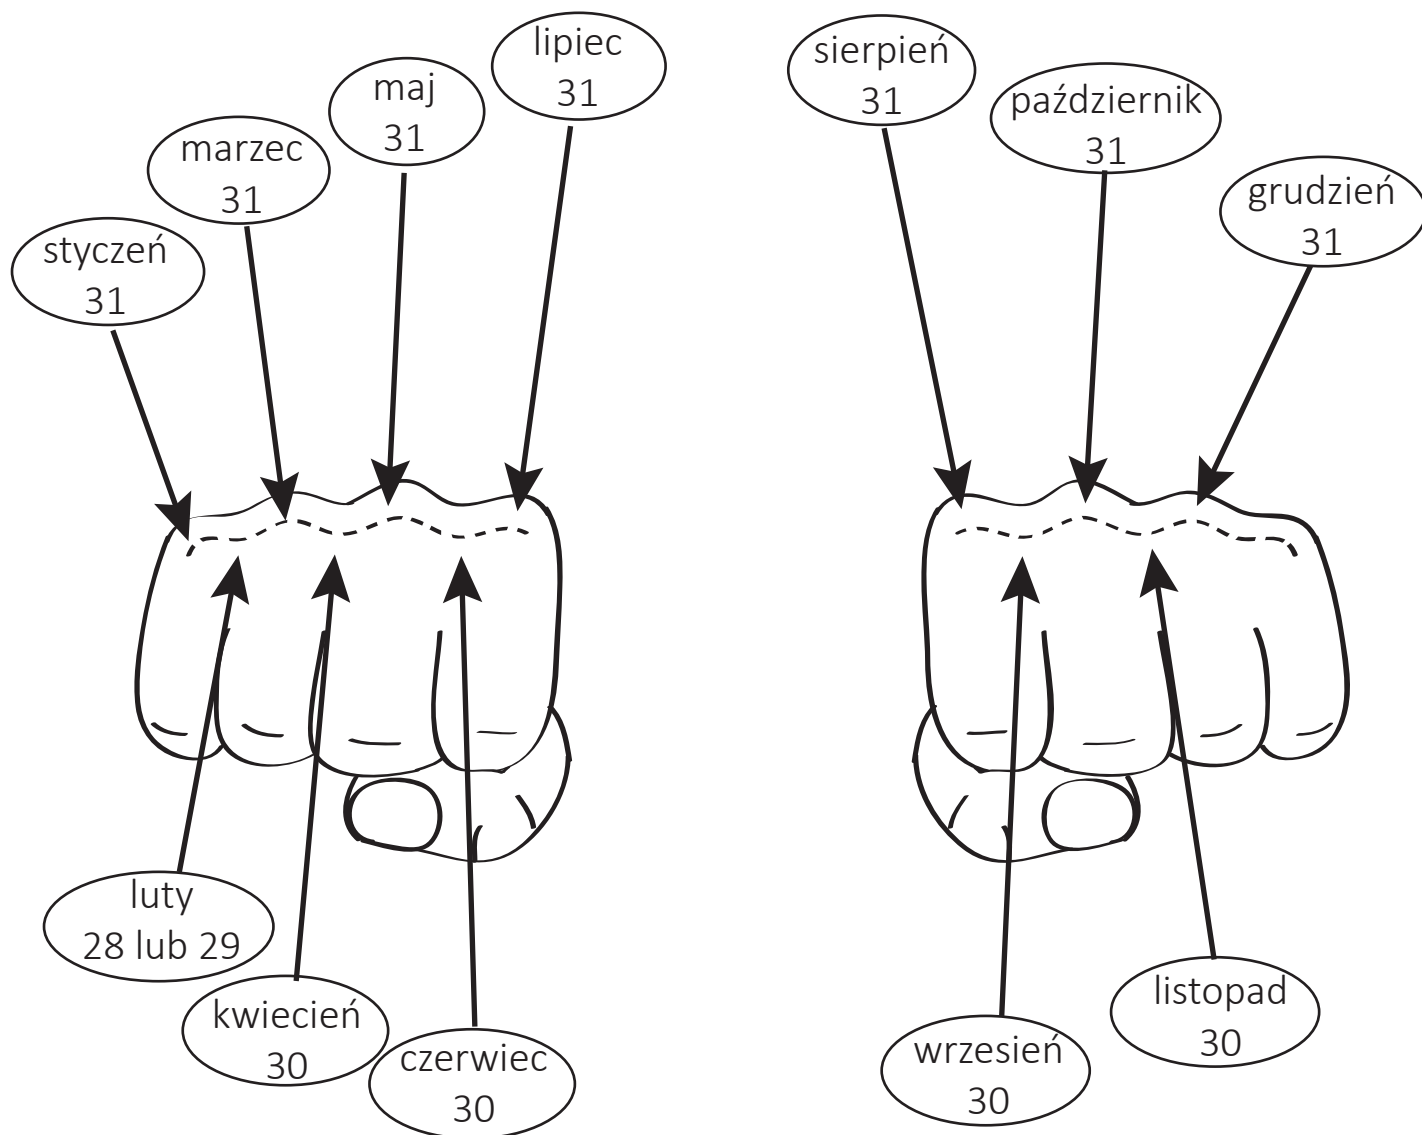 styczeń
31
marzec
31
maj
31
lipiec
31
sierpień
31
październik
31
grudzień
31
luty
28 lub 29
kwiecień
30
czerwiec
30
wrzesień
30
listopad
30